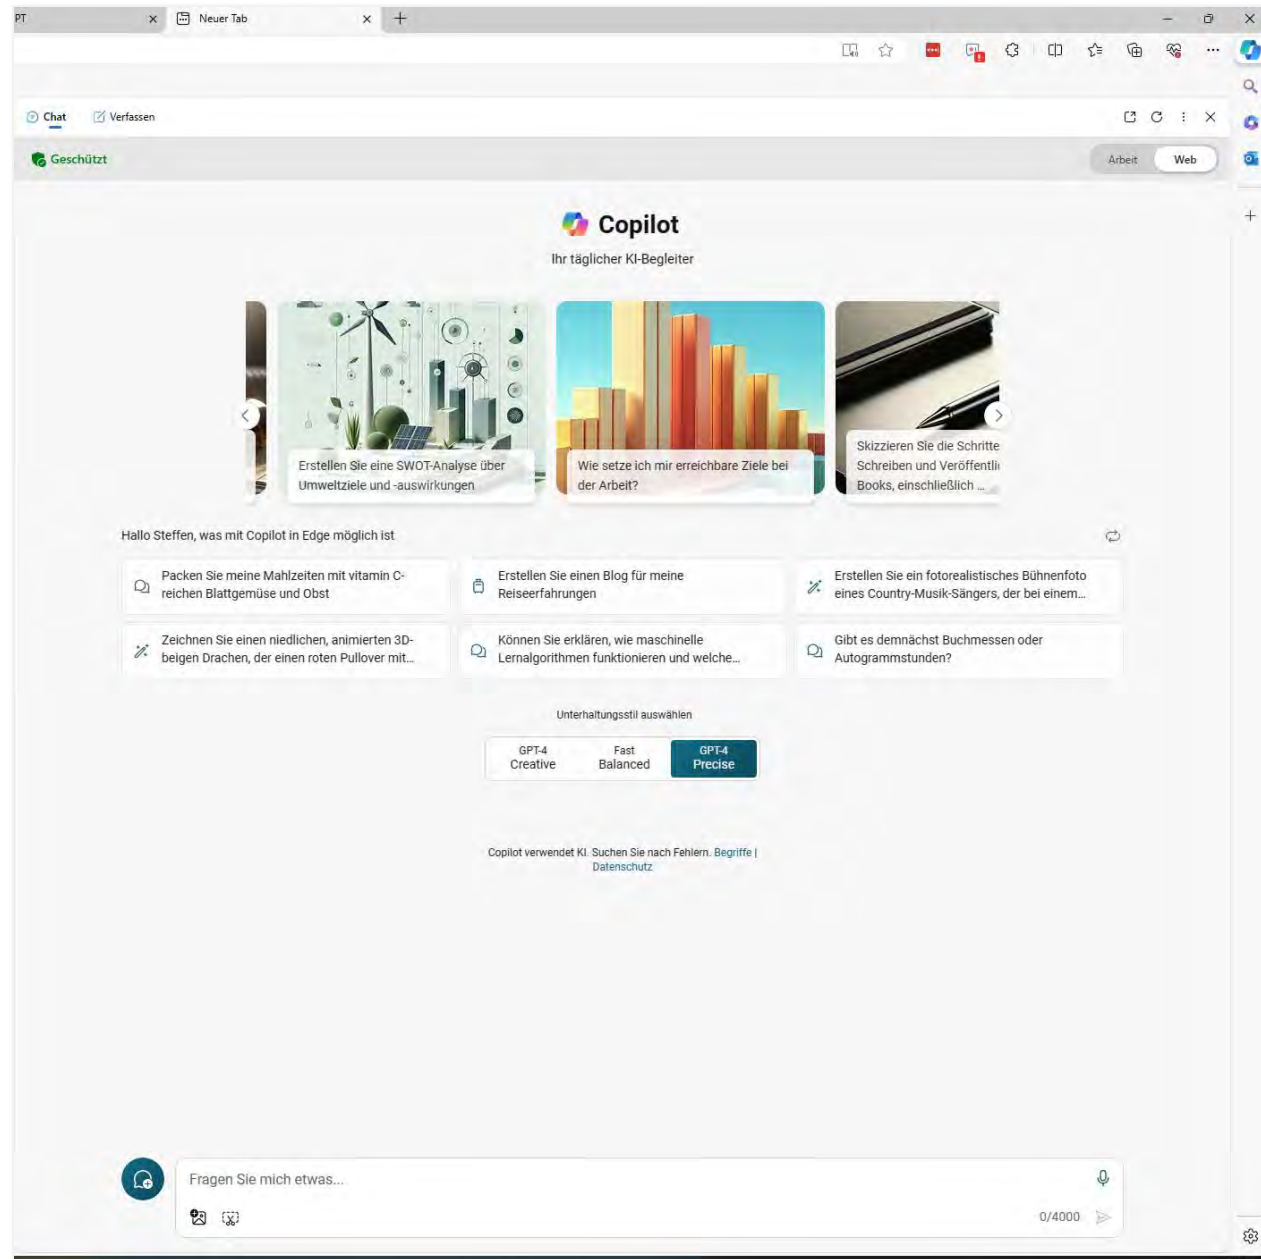 PT
Neuer Tab
Chat
Verfassen
Geschützt
Arbeit
Web
Copilot
Ihr täglicher KI-Begleiter
Erstellen Sie eine SWOT-Analyse über
Umweltziele und -auswirkungen
Wie setze ich mir erreichbare Ziele bei
der Arbeit?
Skizzieren Sie die Schritte
Schreiben und Veröffentli
Books, einschließlich ...
Hallo Steffen, was mit Copilot in Edge möglich ist
Packen Sie meine Mahlzeiten mit vitamin C-
reichen Blattgemüse und Obst
Erstellen Sie einen Blog für meine
Reiseerfahrungen
Erstellen Sie ein fotorealistisches Bühnenfoto
eines Country-Musik-Sängers, der bei einem...
Zeichnen Sie einen niedlichen, animierten 3D-
beigen Drachen, der einen roten Pullover mit...
Können Sie erklären, wie maschinelle
Lernalgorithmen funktionieren und welche...
Gibt es demnächst Buchmessen oder
Autogrammstunden?
Unterhaltungsstil auswählen
GPT-4
Creative
Fast
Balanced
GPT-4
Precise
Copilot verwendet KI. Suchen Sie nach Fehlern. Begriffe |
Datenschutz
Fragen Sie mich etwas...
0/4000